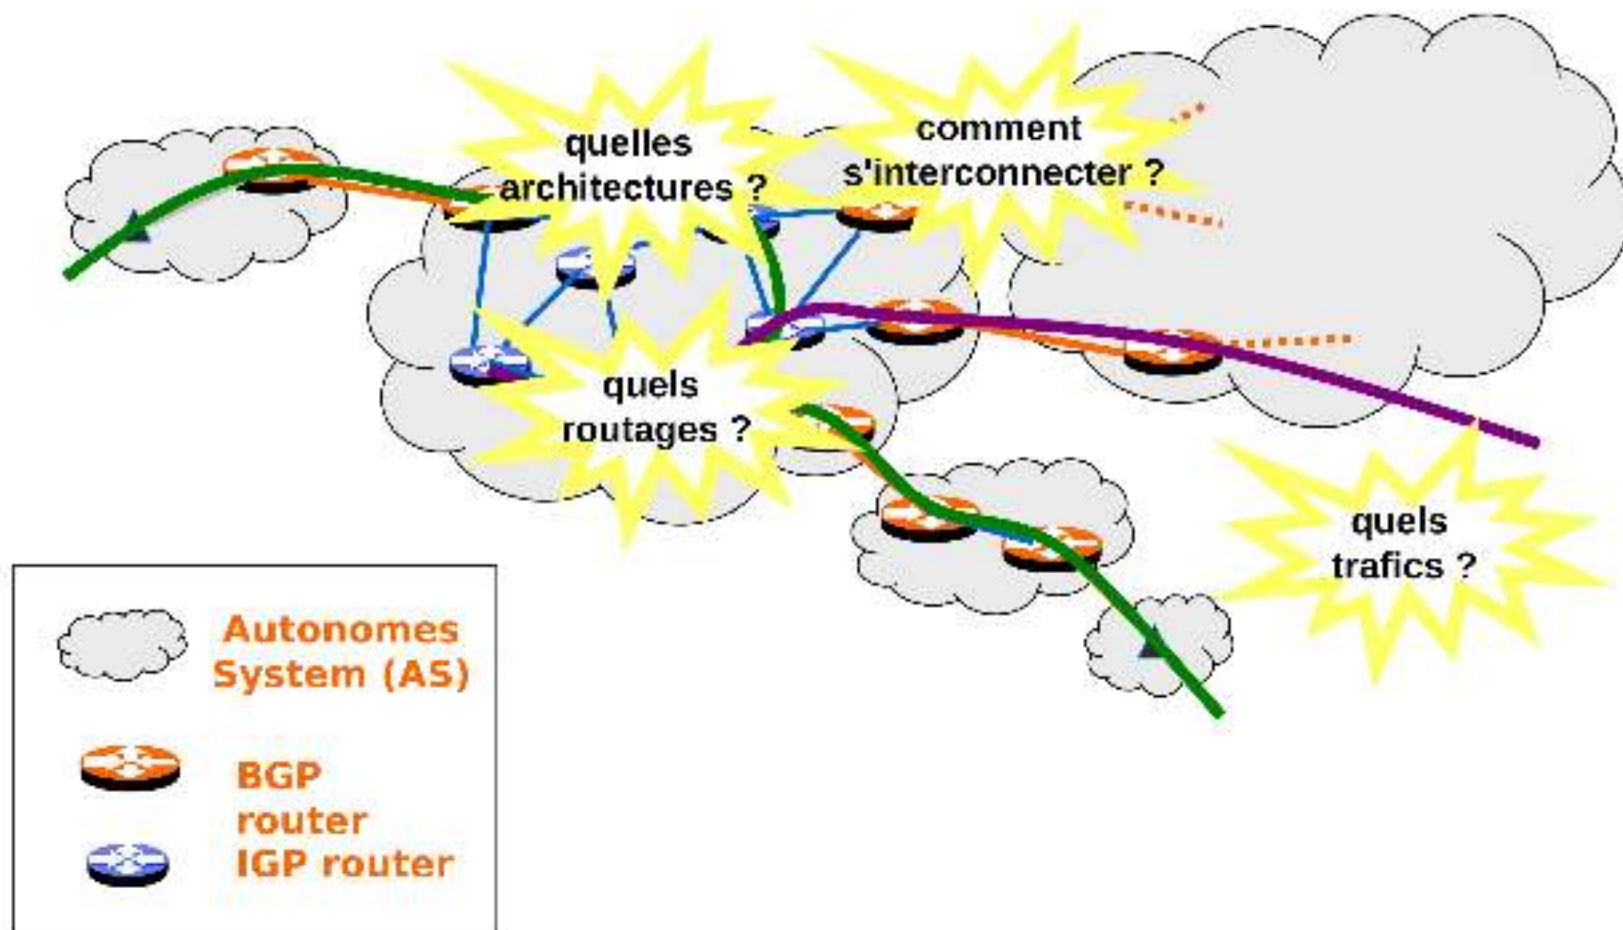 quelles
architectures ?
comment
s'interconnecter ?
quels
routages ?
quels
trafics ?
Autonomes
System (AS)
BGP
router
IGP router